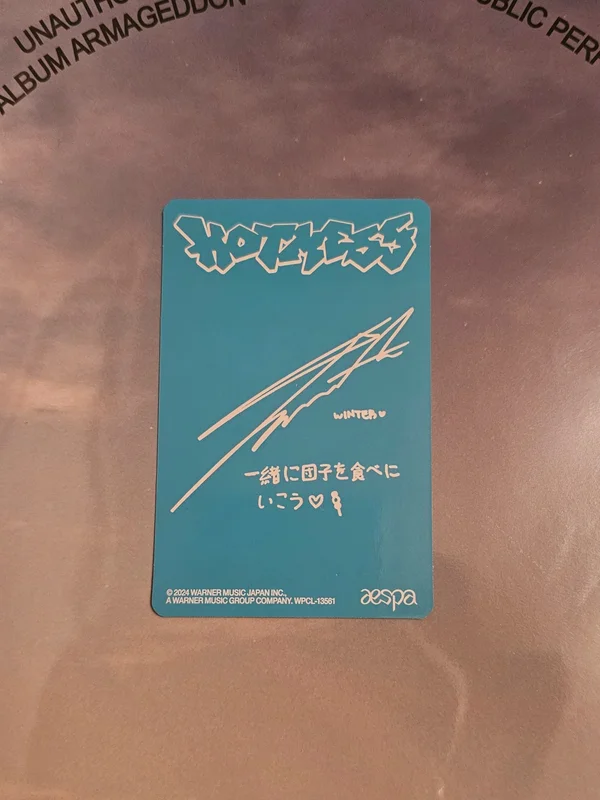 UNAUTHO
UBLIC PERF
ALBUM ARMAGEDDON
HOT MESS
WINTER♡
一緒に団子を食べに
いこう♡
© 2024 WARNER MUSIC JAPAN INC.,
A WARNER MUSIC GROUP COMPANY. WPCL-13561
aespa